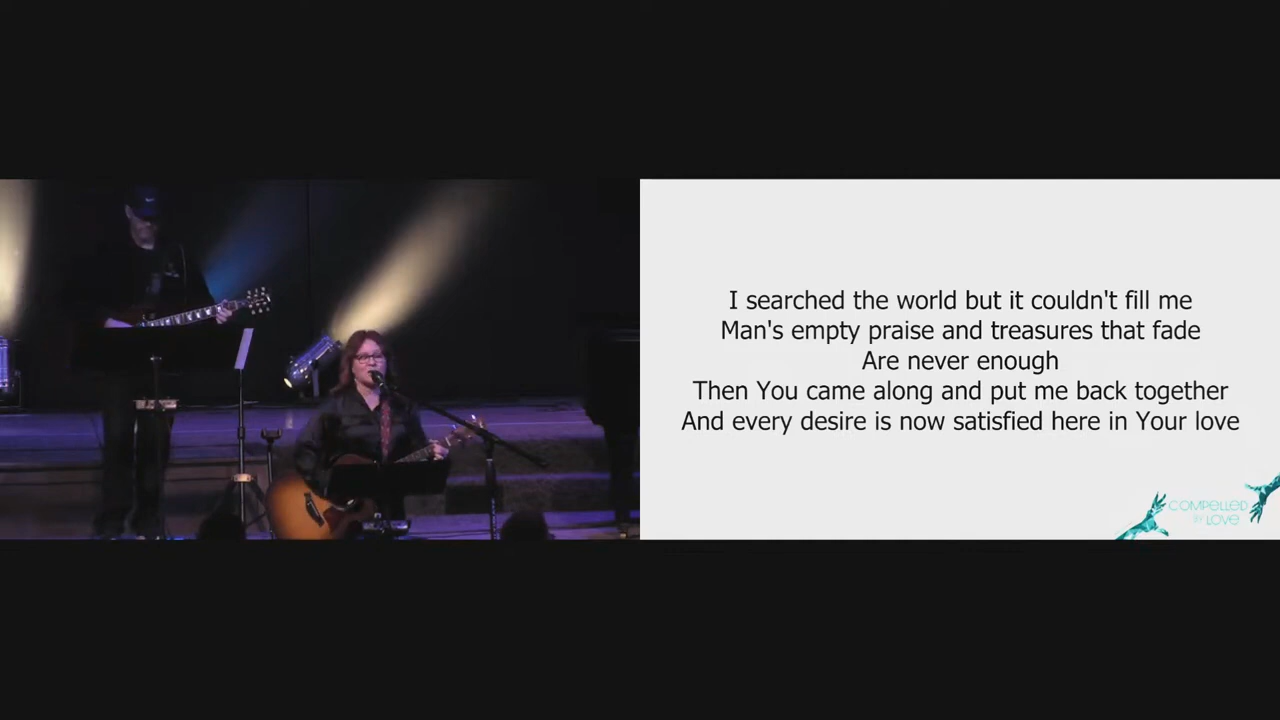 I searched the world but it couldn't fill me
Man's empty praise and treasures that fade
Are never enough
Then You came along and put me back together
And every desire is now satisfied here in Your love
COMPELLED
BY LOVE